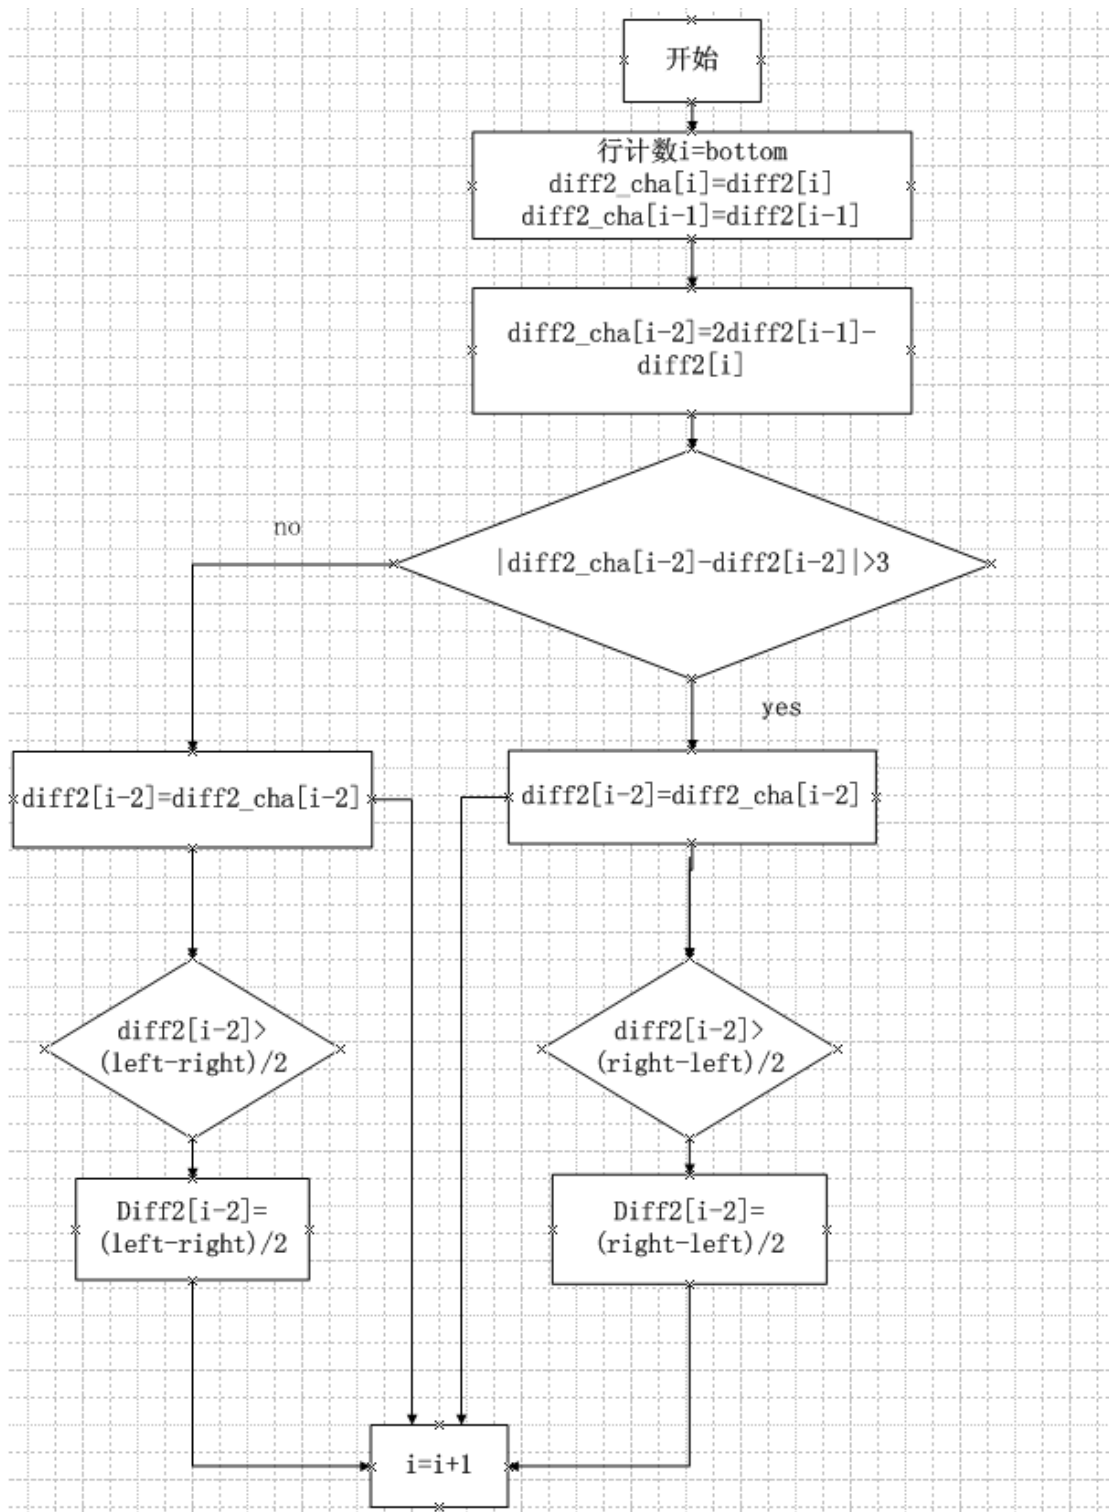 开始
行计数i=bottom
diff2_cha[i]=diff2[i]
diff2_cha[i-1]=diff2[i-1]
diff2_cha[i-2]=2diff2[i-1]-
diff2[i]
no
|diff2_cha[i-2]-diff2[i-2]|>3
yes
diff2[i-2]=diff2_cha[i-2]
diff2[i-2]=diff2_cha[i-2]
diff2[i-2]>
(left-right)/2
diff2[i-2]>
(right-left)/2
Diff2[i-2]=
(left-right)/2
Diff2[i-2]=
(right-left)/2
i=i+1